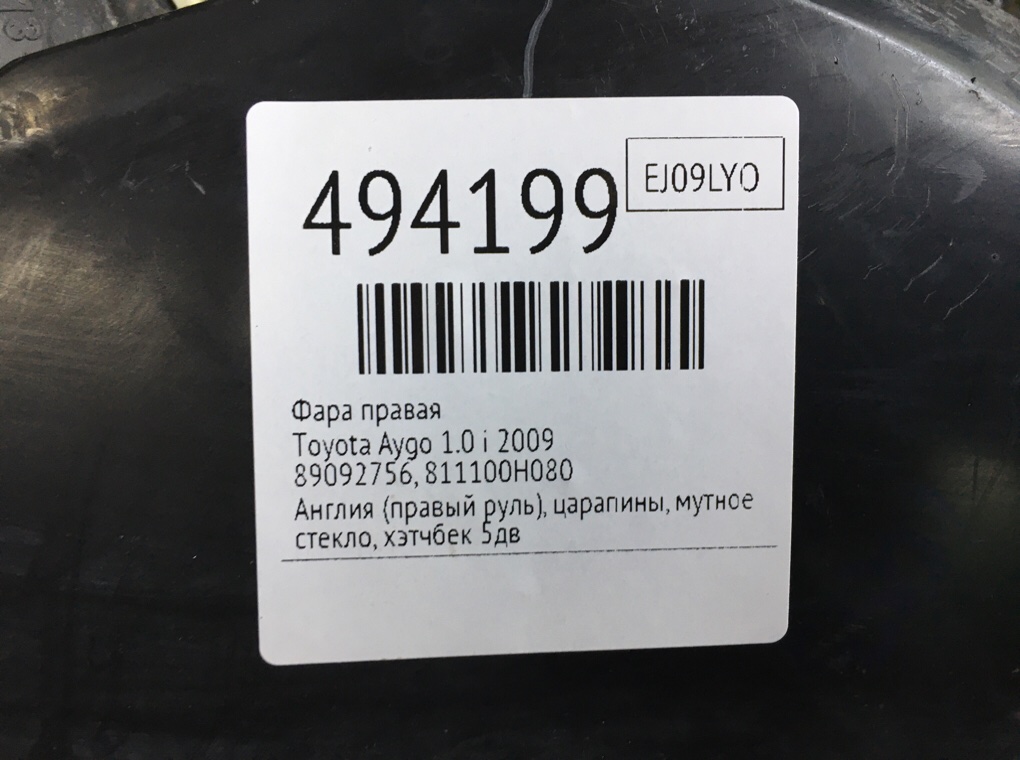 494199
EJ09LYO
Фара правая
Toyota Aygo 1.0 i 2009
89092756, 811100H080
Англия (правый руль), царапины, мутное
стекло, хэтчбек 5дв